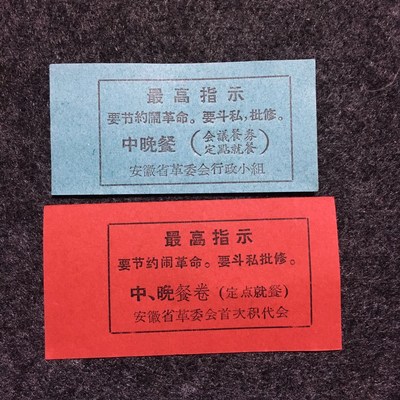 最高指示
要节约闹革命。要斗私,批修。
中晚餐（会議餐券
定點就餐）
安徽省革委会行政小組
最高指示
要节约闹革命。要斗私批修。
中、晚餐卷（定点就餐）
安徽省革委会首次积代会